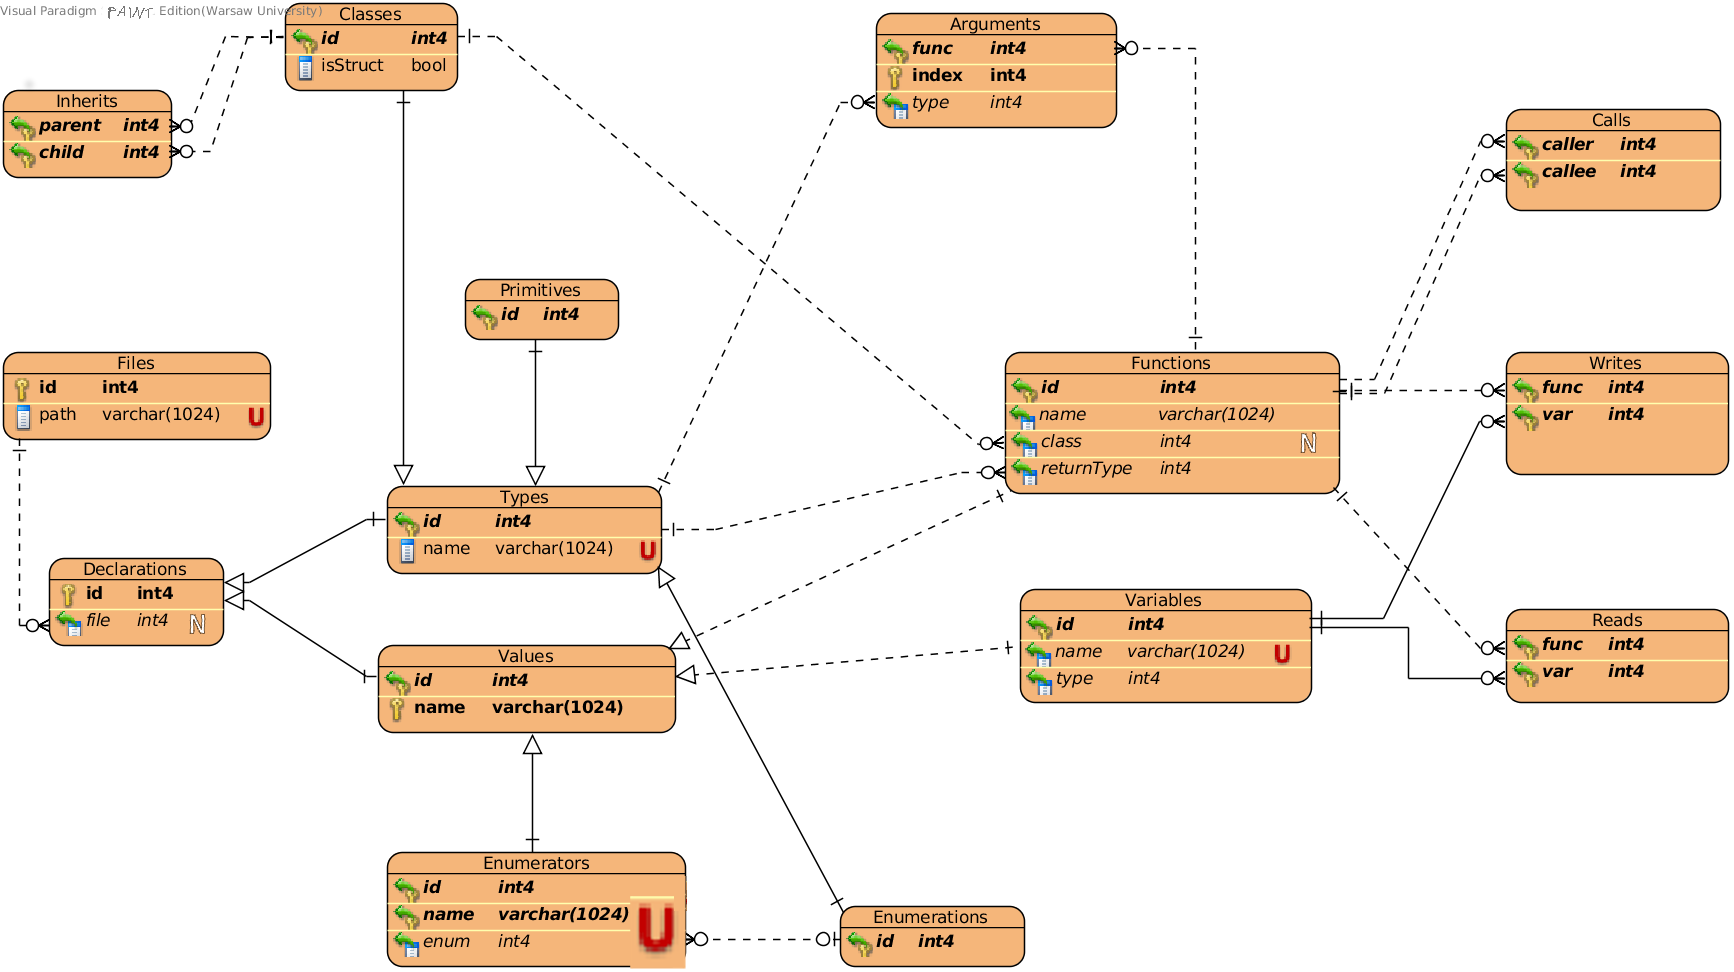 Visual Paradigm Edition(Warsaw University)
Classes
id int4
isStruct bool
Inherits
parent int4
child int4
Arguments
func int4
index int4
type int4
Calls
caller int4
callee int4
Primitives
id int4
Files
id int4
path varchar(1024) U
Functions
id int4
name varchar(1024)
class int4 N
returnType int4
Writes
func int4
var int4
Types
id int4
name varchar(1024) U
Declarations
id int4
file int4 N
Values
id int4
name varchar(1024)
Variables
id int4
name varchar(1024) U
type int4
Reads
func int4
var int4
Enumerators
id int4
name varchar(1024) U
enum int4
Enumerations
id int4